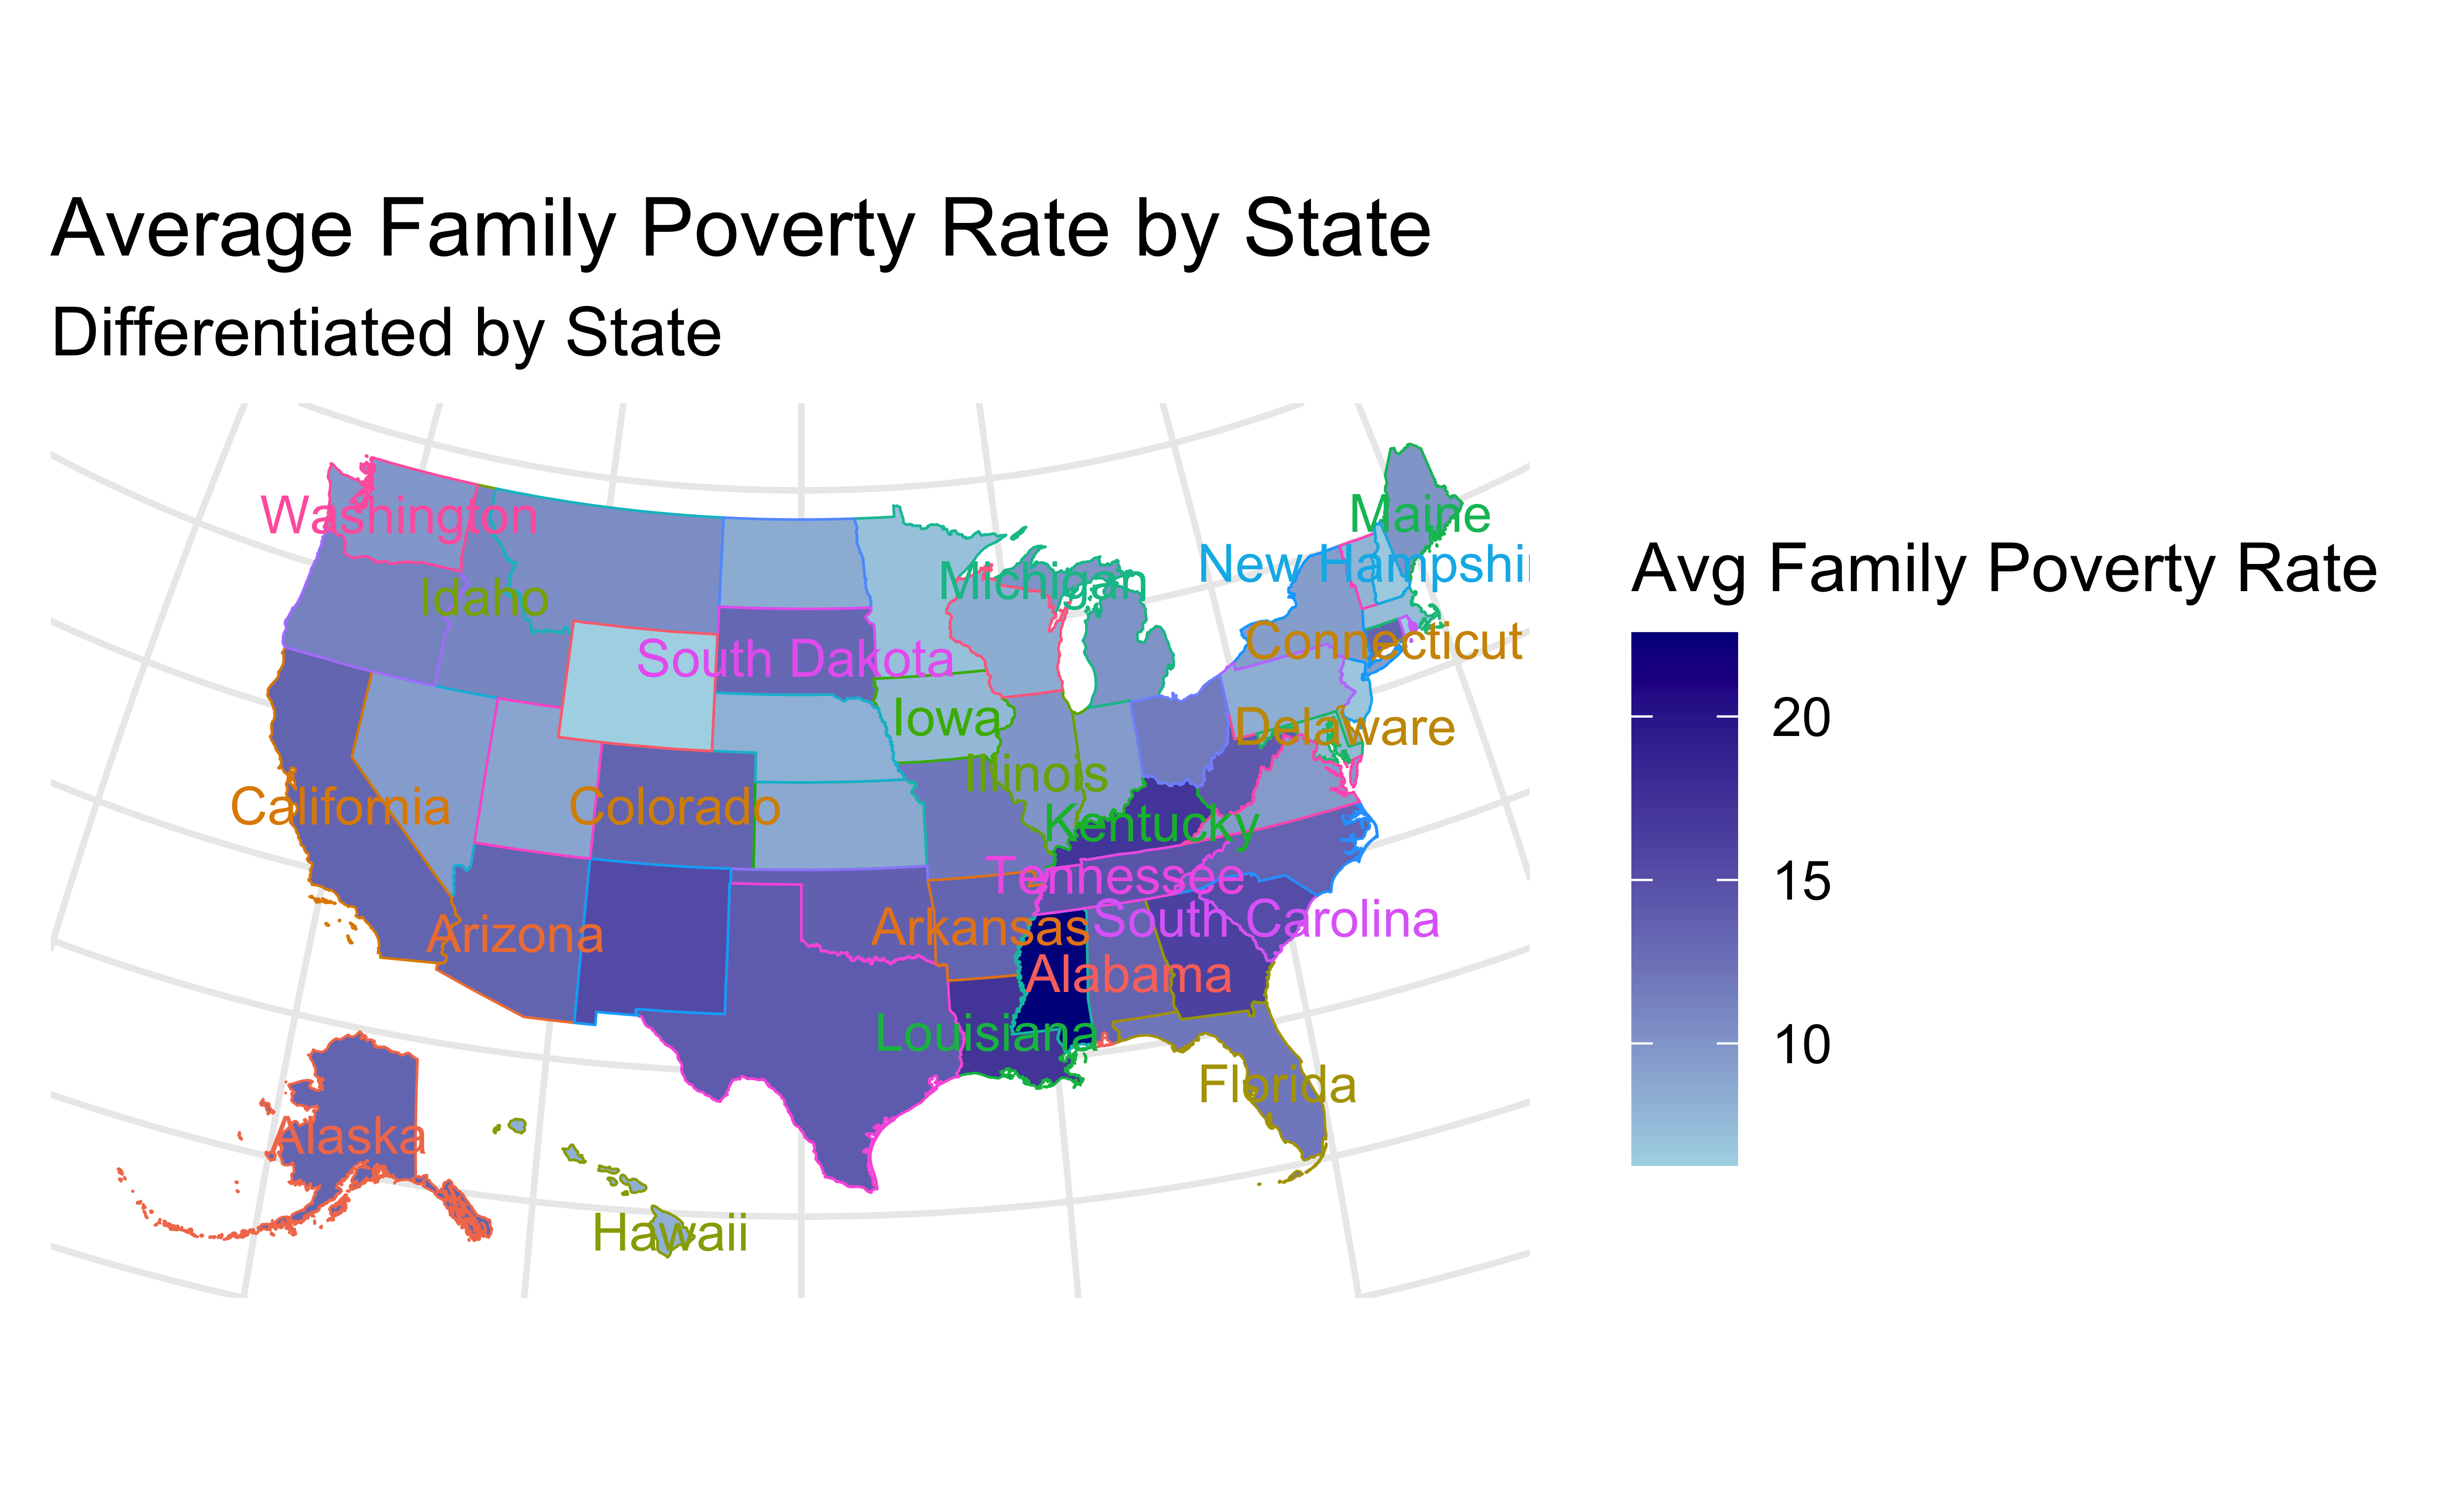 Average Family Poverty Rate by State
Differentiated by State
Washington
Maine
New Hampshir
Michigan
Idaho
Connecticut
South Dakota
Iowa
Delaware
Illinois
California
Colorado
Kentucky
Tennessee
South Carolina
Arkansas
Arizona
Alabama
Louisiana
Florida
Alaska
Hawaii
Avg Family Poverty Rate
20
15
10